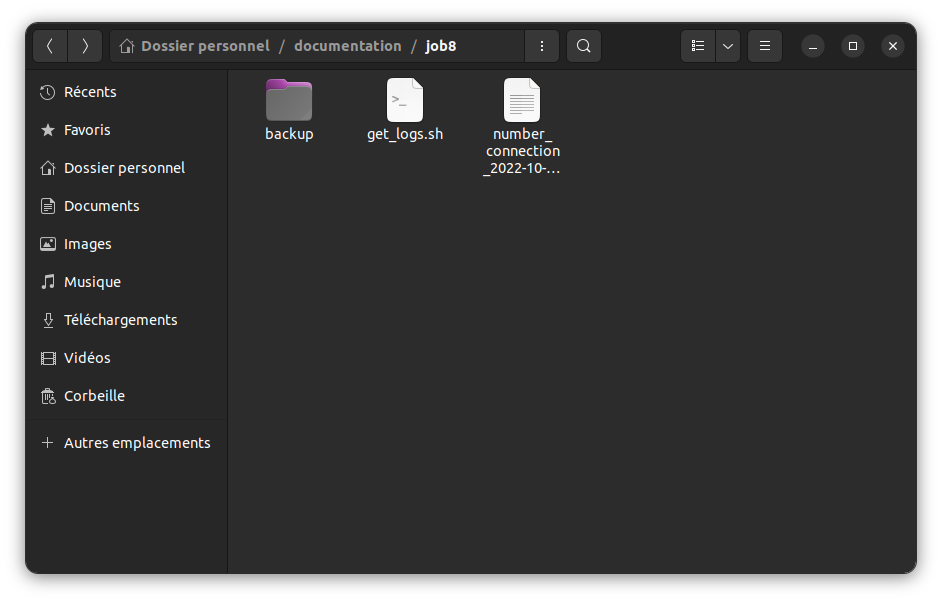 Dossier personnel / documentation / job8
Récents
Favoris
Dossier personnel
Documents
Images
Musique
Téléchargements
Vidéos
Corbeille
Autres emplacements
backup
get_logs.sh
number_
connection
_2022-10-…